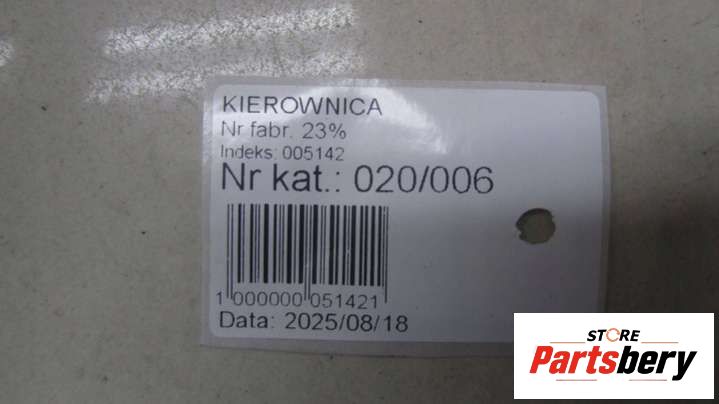 KIEROWNICA
Nr fabr. 23%
Indeks: 005142
Nr kat.: 020/006
1 000000 051421
Data: 2025/08/18
STORE
Partsbery